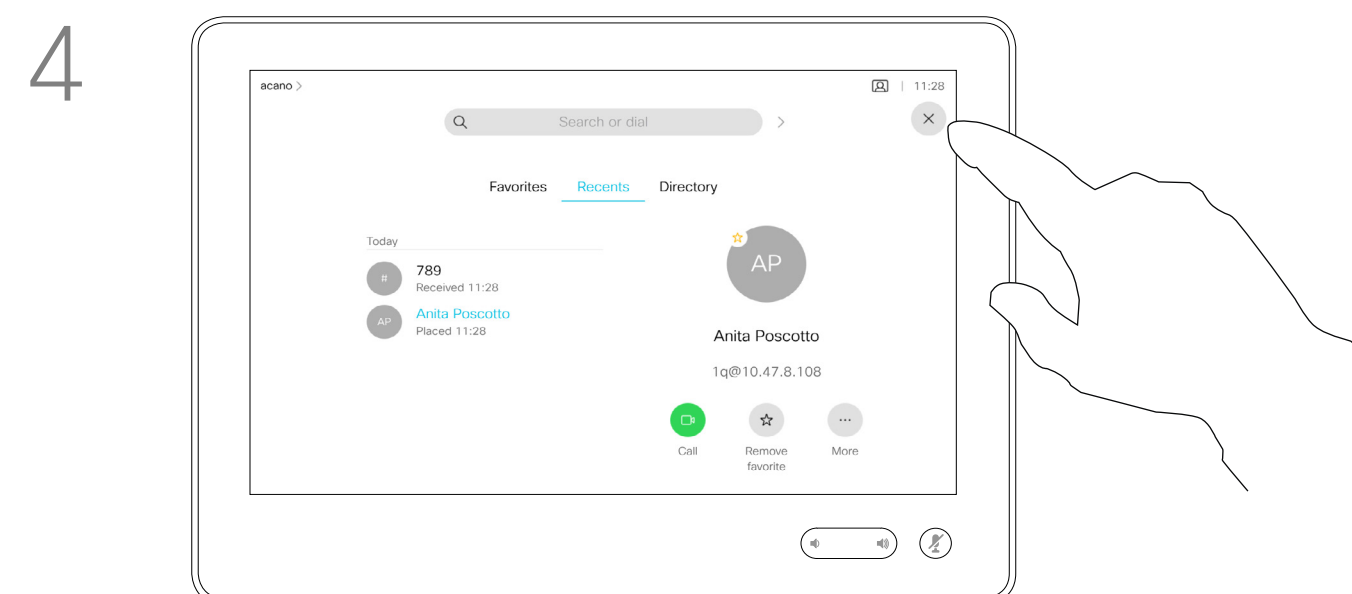 4
acano >
11:28
Search or dial
Favorites Recents Directory
Today
#
789
Received 11:28
AP
Anita Poscotto
Placed 11:28
AP
Anita Poscotto
1q@10.47.8.108
Call
Remove
favorite
More